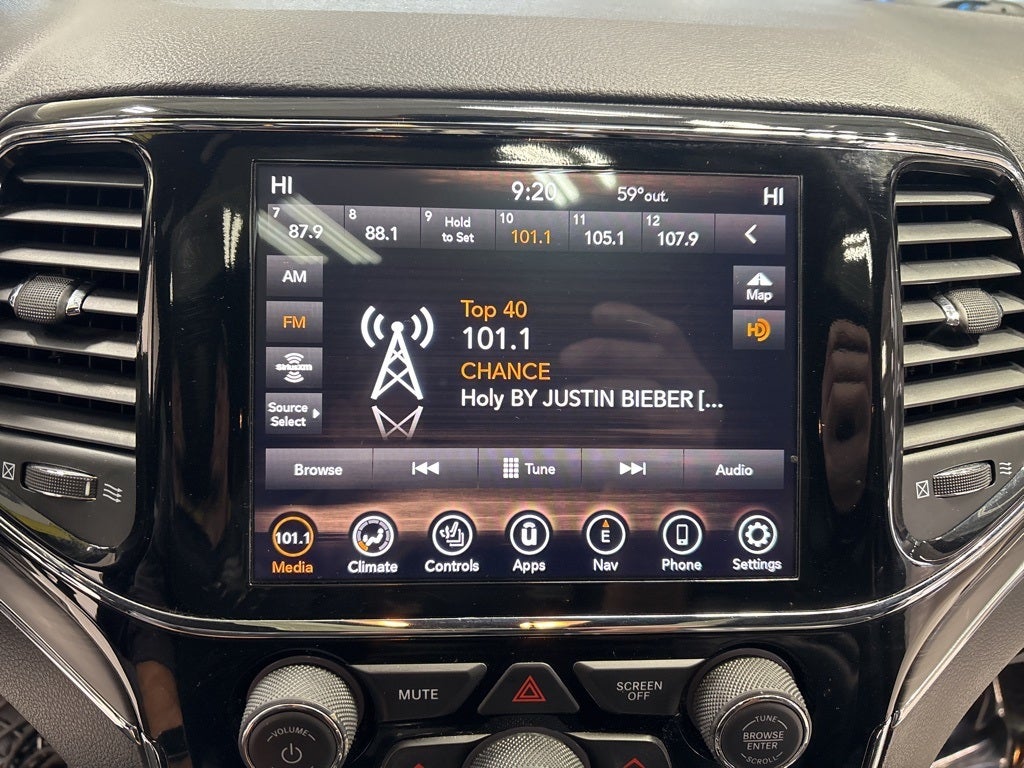 HI 9:20 59°out. HI
7 87.9 8 88.1 9 Hold to Set 10 101.1 11 105.1 12 107.9
AM
Map
FM
HD
Top 40
101.1
CHANCE
Holy BY JUSTIN BIEBER [...
siriusxm
Source
Select
Browse Tune Audio
101.1 E
Media Climate Controls Apps Nav Phone Settings
MUTE
SCREEN
OFF
VOLUME
TUNE
BROWSE
ENTER
SCROLL